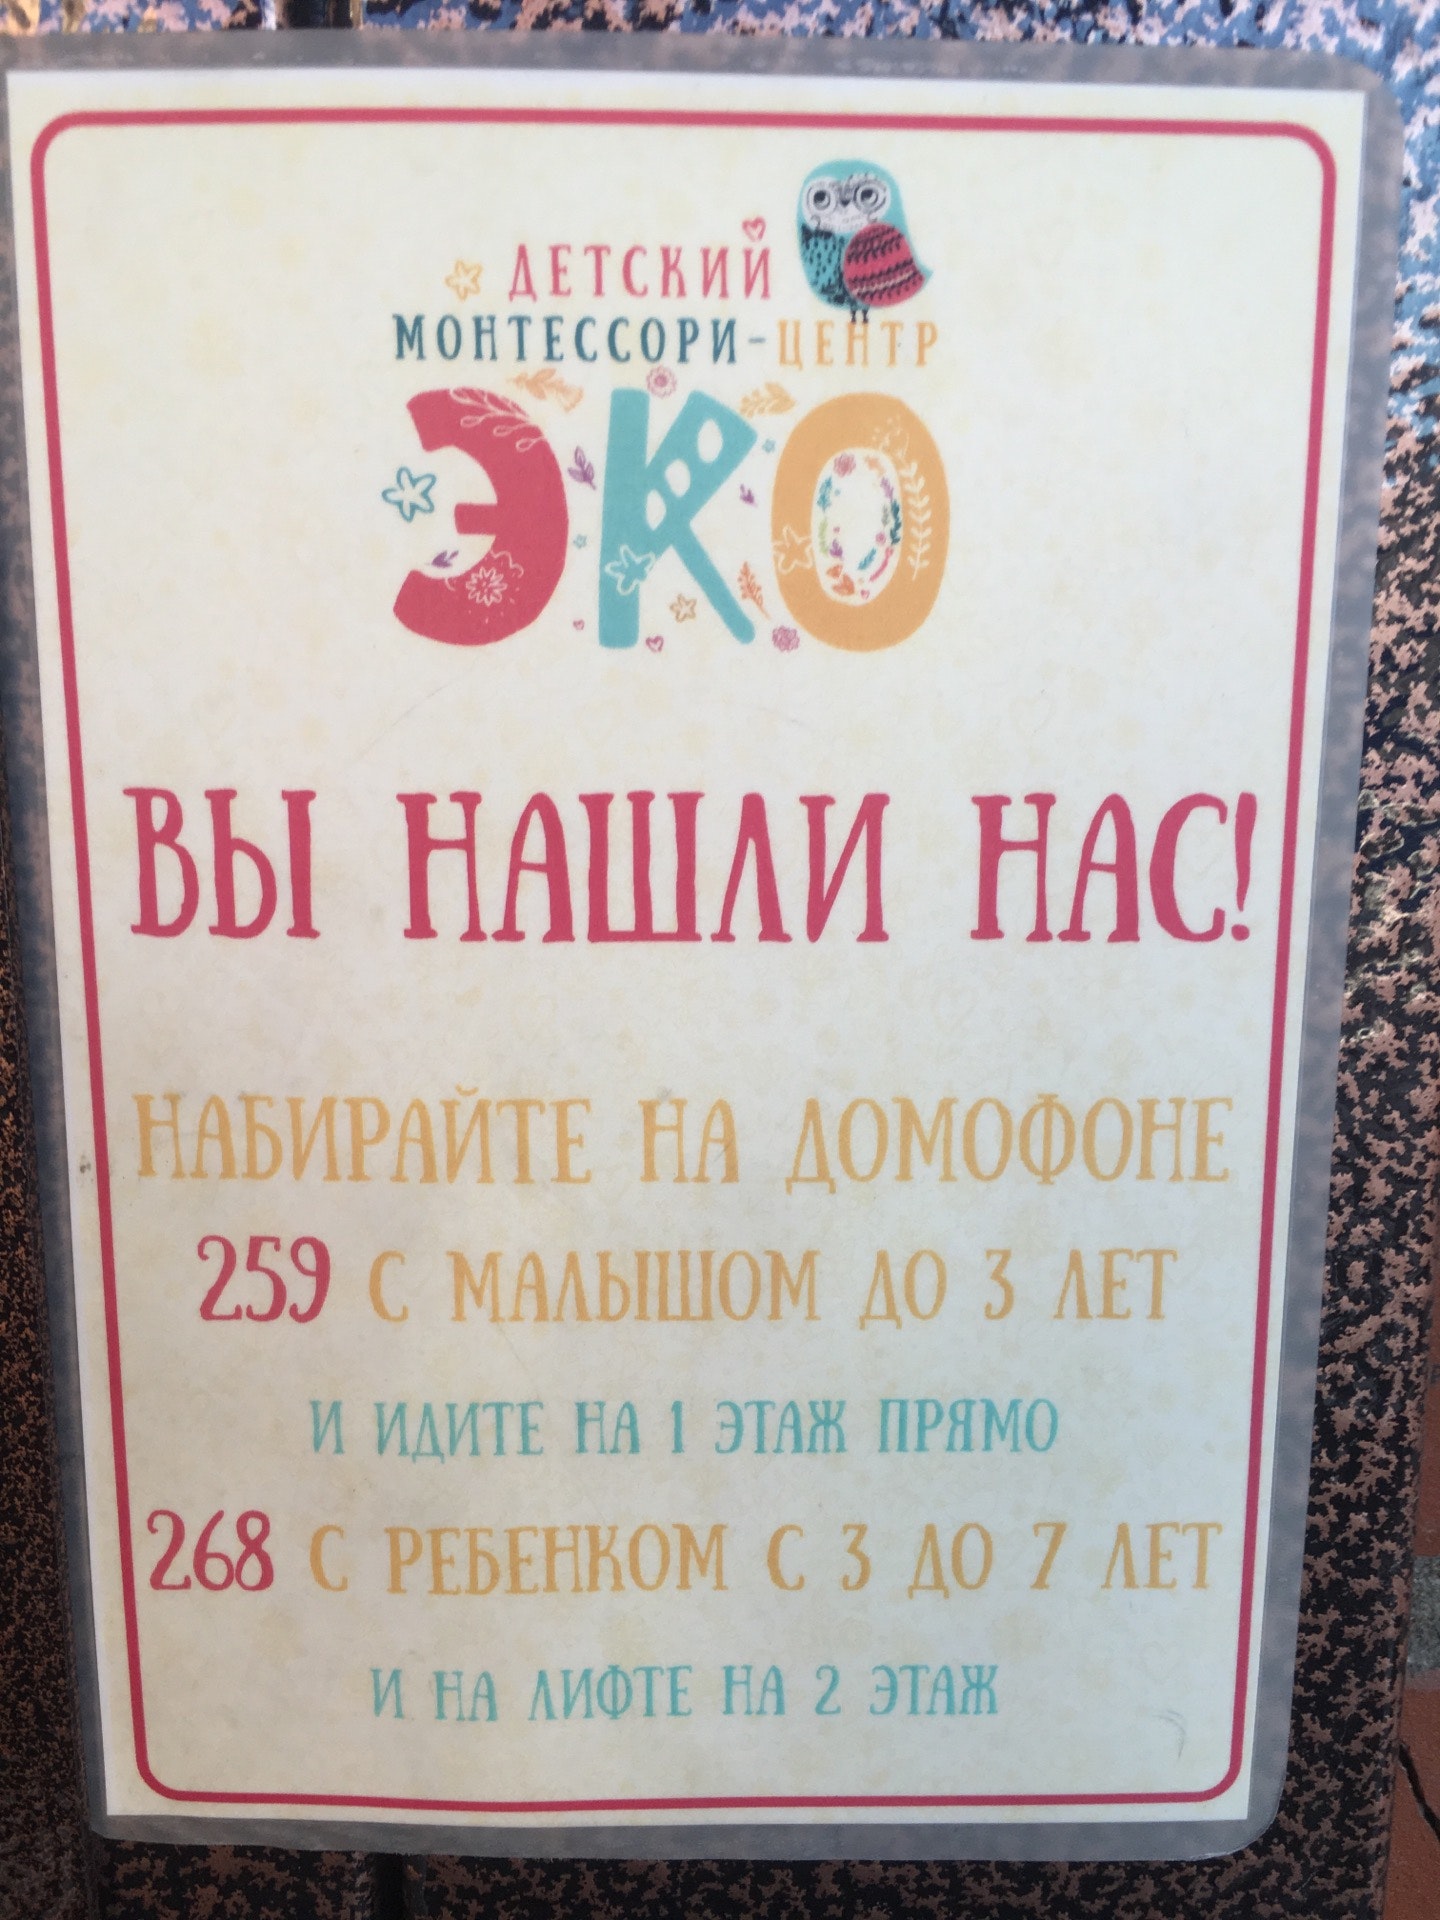 ДЕТСКИЙ
МОНТЕССОРИ-ЦЕНТР
ЭКО
ВЫ НАШЛИ НАС!
НАБИРАЙТЕ НА ДОМОФОНЕ
259 С МАЛЫШОМ ДО 3 ЛЕТ
И ИДИТЕ НА 1 ЭТАЖ ПРЯМО
268 С РЕБЕНКОМ С 3 ДО 7 ЛЕТ
И НА ЛИФТЕ НА 2 ЭТАЖ